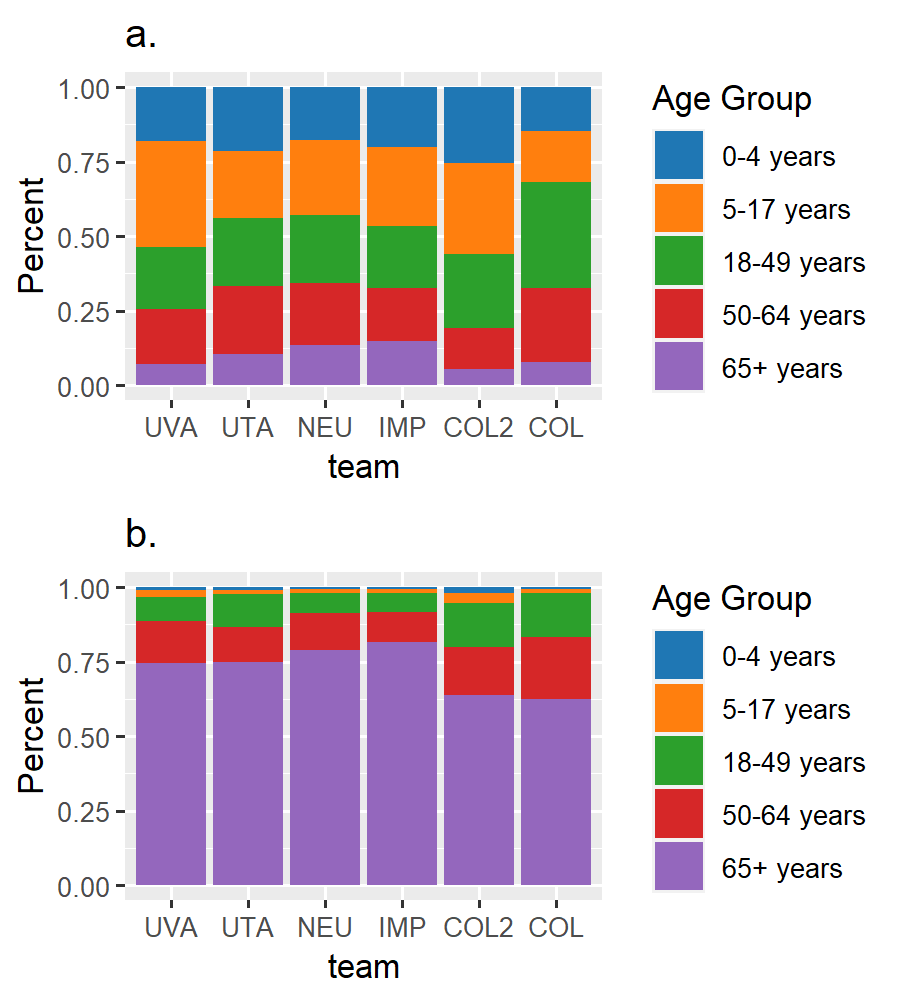 a.
Percent
1.00
0.75
0.50
0.25
0.00
UVA UTA NEU IMP COL2 COL
team
Age Group
0-4 years
5-17 years
18-49 years
50-64 years
65+ years
b.
Percent
1.00
0.75
0.50
0.25
0.00
UVA UTA NEU IMP COL2 COL
team
Age Group
0-4 years
5-17 years
18-49 years
50-64 years
65+ years